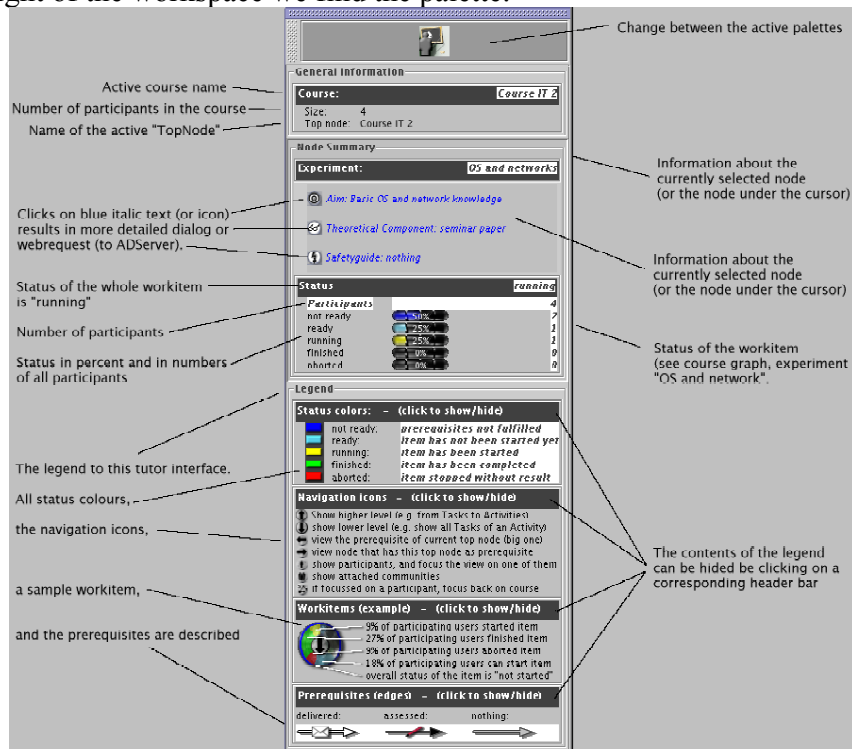 ight of the workspace we find the palette.
Change between the active palettes
General Information
Active course name
Course: Course IT 2
Number of participants in the course
Size: 4
Name of the active "TopNode"
Top node: Course IT 2
Node Summary
Experiment: OS and networks
Information about the
currently selected node
(or the node under the cursor)
Aim: Basic OS and network knowledge
Clicks on blue italic text (or icon)
results in more detailed dialog or
webrequest (to ADServer).
Theoretical Component: seminar paper
Safetyguide: nothing
Information about the
currently selected node
(or the node under the cursor)
Status of the whole workitem
is "running"
Status running
Participants 4
Number of participants
not ready 50% 2
ready 25% 1
running 25% 1
finished 0% 0
aborted 0% 0
Status in percent and in numbers
of all participants
Status of the workitem
(see course graph, experiment
"OS and network".
Legend
Status colors: - (click to show/hide)
not ready: prerequisites not fulfilled
ready: item has not been started yet
running: item has been started
finished: item has been completed
aborted: item stopped without result
The legend to this tutor interface.
All status colours,
Navigation icons - (click to show/hide)
Show higher level (e.g. from Tasks to Activities)
show lower level (e.g. show all Tasks of an Activity)
view the prerequisite of current top node (big one)
view node that has this top node as prerequisite
show participants, and focus the view on one of them
show attached communities
if focussed on a participant, focus back on course
the navigation icons,
The contents of the legend
can be hided be clicking on a
corresponding header bar
a sample workitem,
Workitems (example) - (click to show/hide)
9% of participating users started item
27% of participating users finished item
9% of participating users aborted item
18% of participating users can start item
overall status of the item is "not started"
and the prerequisites are described
Prerequisites (edges) - (click to show/hide)
delivered: assessed: nothing: